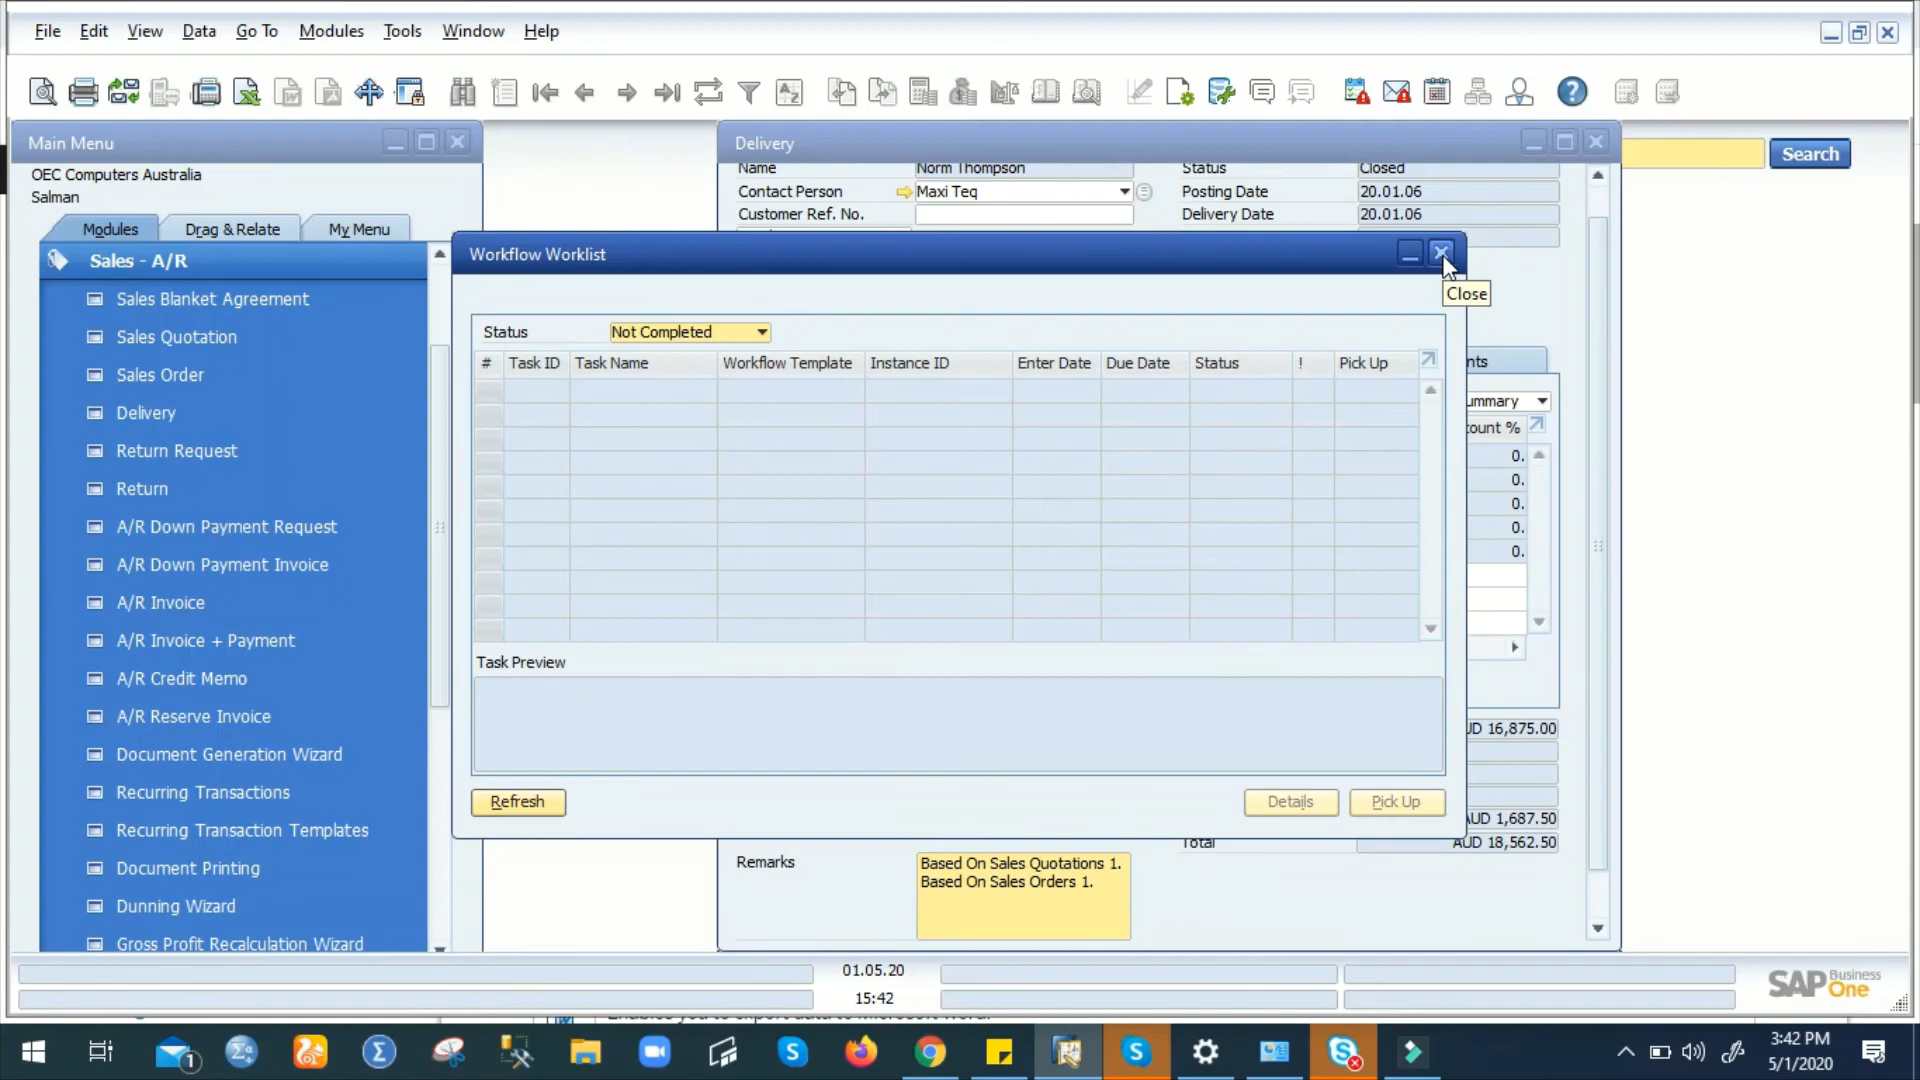 File Edit View Data Go To Modules Tools Window Help
Main Menu
OEC Computers Australia
Salman
Modules Drag & Relate My Menu
Sales - A/R
Sales Blanket Agreement
Sales Quotation
Sales Order
Delivery
Return Request
Return
A/R Down Payment Request
A/R Down Payment Invoice
A/R Invoice
A/R Invoice + Payment
A/R Credit Memo
A/R Reserve Invoice
Document Generation Wizard
Recurring Transactions
Recurring Transaction Templates
Document Printing
Dunning Wizard
Gross Profit Recalculation Wizard
Delivery
Search
Name Norm Thompson Status Closed
Contact Person Maxi Teq Posting Date 20.01.06
Customer Ref. No. Delivery Date 20.01.06
Workflow Worklist
Close
Status Not Completed
# Task ID Task Name Workflow Template Instance ID Enter Date Due Date Status ! Pick Up
Task Preview
Refresh Details Pick Up
nts
ummary
count %
0.
0.
0.
0.
0.
UD 16,875.00
AUD 1,687.50
Total AUD 18,562.50
Remarks Based On Sales Quotations 1.
Based On Sales Orders 1.
01.05.20
15:42
SAP Business One
1
3:42 PM
5/1/2020